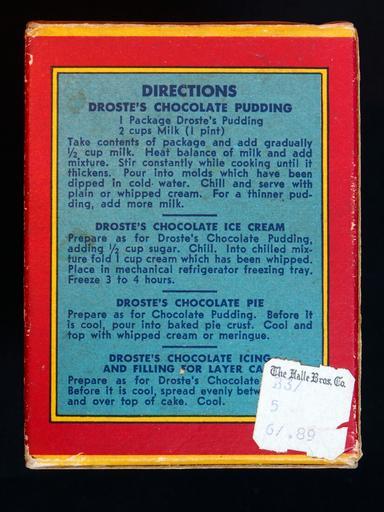 DIRECTIONS
DROSTE'S CHOCOLATE PUDDING
1 Package Droste's Pudding
2 cups Milk (1 pint)
Take contents of package and add gradually
½ cup milk. Heat balance of milk and add
mixture. Stir constantly while cooking until it
thickens. Pour into molds which have been
dipped in cold water. Chill and serve with
plain or whipped cream. For a thinner pud-
ding, add more milk.
DROSTE'S CHOCOLATE ICE CREAM
Prepare as for Droste's Chocolate Pudding,
adding ½ cup sugar. Chill. Into chilled mix-
ture fold 1 cup cream which has been whipped.
Place in mechanical refrigerator freezing tray.
Freeze 3 to 4 hours.
DROSTE'S CHOCOLATE PIE
Prepare as for Chocolate Pudding. Before it
is cool, pour into baked pie crust. Cool and
top with whipped cream or meringue.
DROSTE'S CHOCOLATE ICING
AND FILLING FOR LAYER
Prepare as for Droste's Chocolate
Before it is cool, spread evenly
and over top of cake. Cool.
The Halle Bros. Co.
5
6/.89